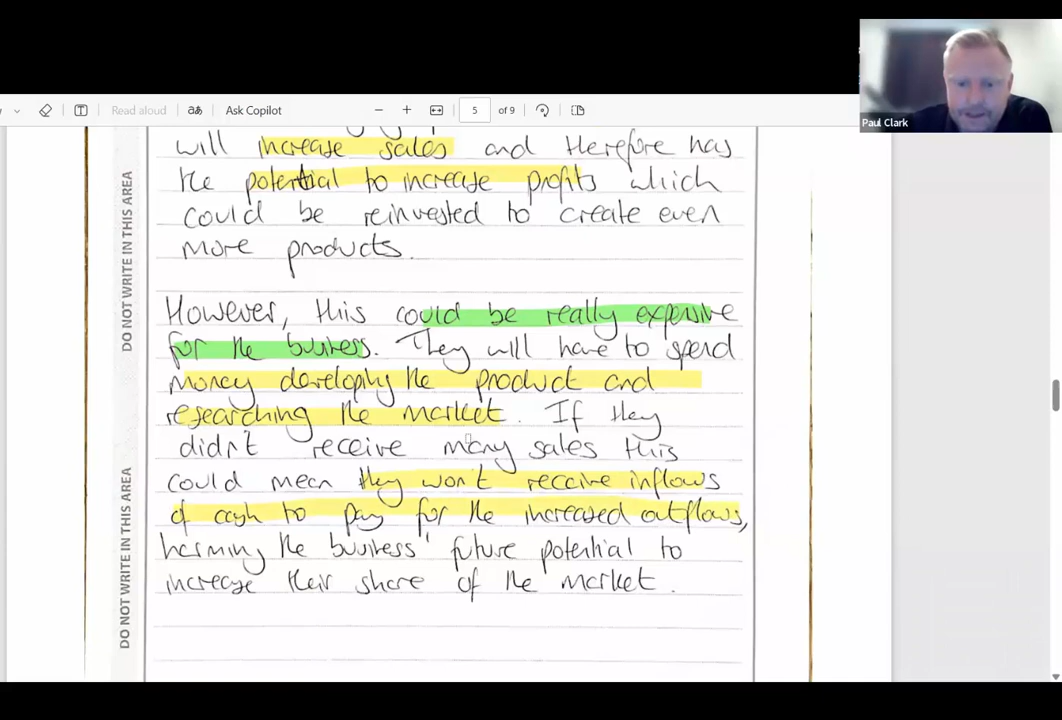 Read aloud
Ask Copilot
5
of 9
Paul Clark
DO NOT WRITE IN THIS AREA
DO NOT WRITE IN THIS AREA
will increase sales and therefore has
the potential to increase profits which
could be reinvested to create even
more products.
However, this could be really expensive
for the business. They will have to spend
money developing the product and
researching the market. If they
didn't receive many sales this
could mean they won't receive inflows
of cash to pay for the increased outflows,
harming the business' future potential to
increase their share of the market.